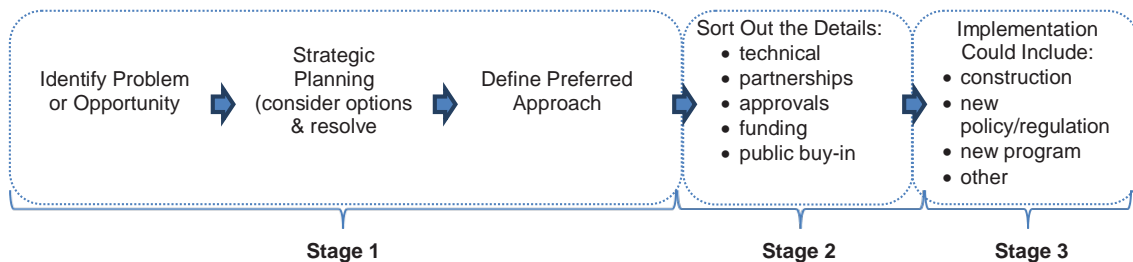 Identify Problem
or Opportunity
Strategic
Planning
(consider options
& resolve
Define Preferred
Approach
Sort Out the Details:
• technical
• partnerships
• approvals
• funding
• public buy-in
Implementation
Could Include:
• construction
• new
policy/regulation
• new program
• other
Stage 1
Stage 2
Stage 3